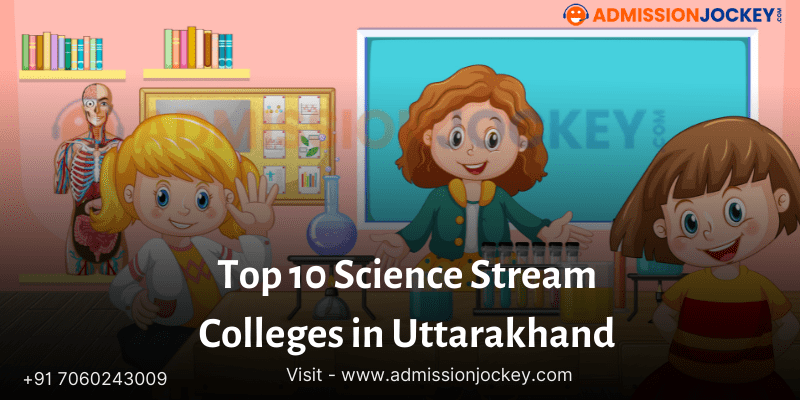 ADMISSIONJOCKEY.COM
ADMISSIONJOCKEY.COM
Top 10 Science Stream
Colleges in Uttarakhand
+91 7060243009
Visit - www.admissionjockey.com